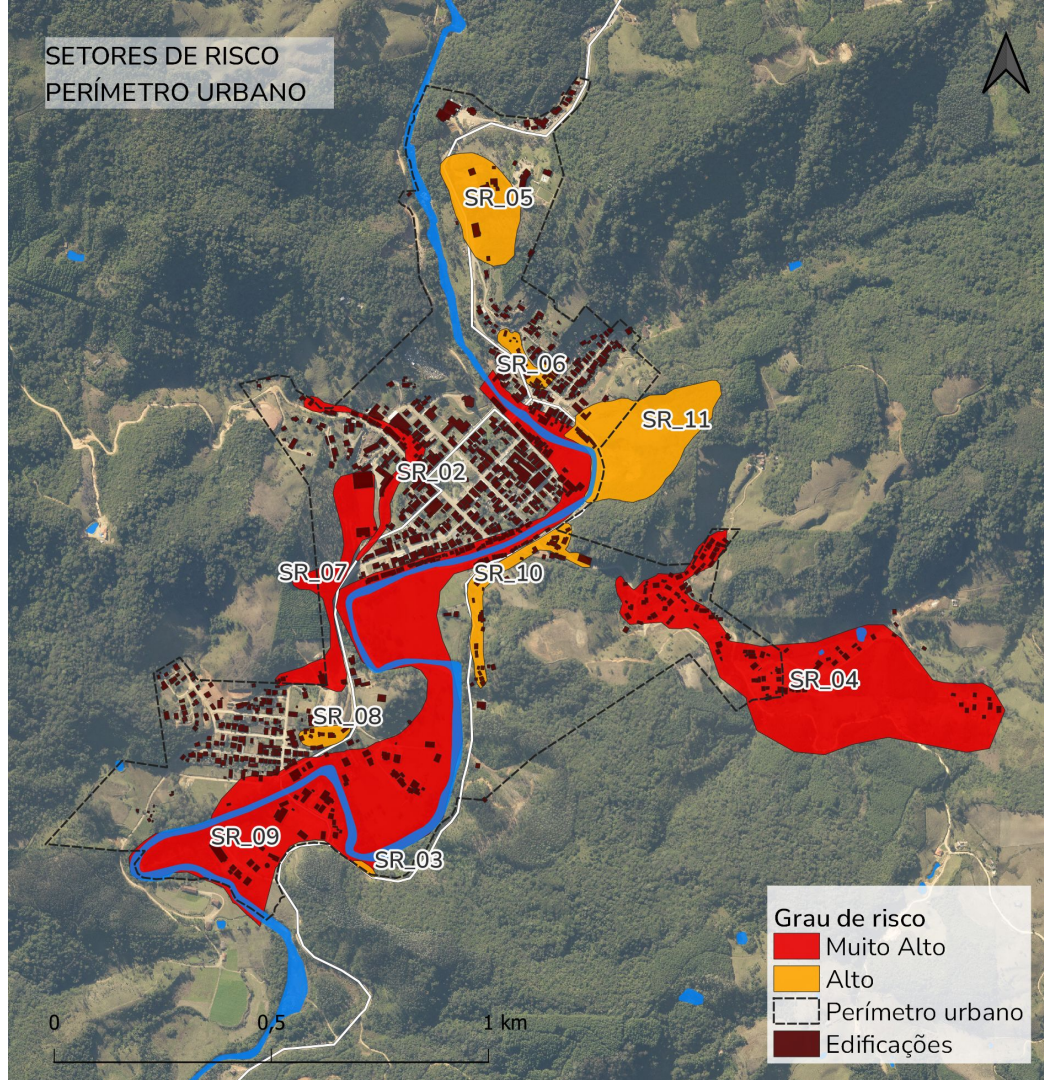 SETORES DE RISCO
PERÍMETRO URBANO
SR_05
SR_06
SR_11
SR_02
SR_07
SR_10
SR_04
SR_08
SR_09
SR_03
Grau de risco
Muito Alto
Alto
Perímetro urbano
Edificações
0 0,5 1 km